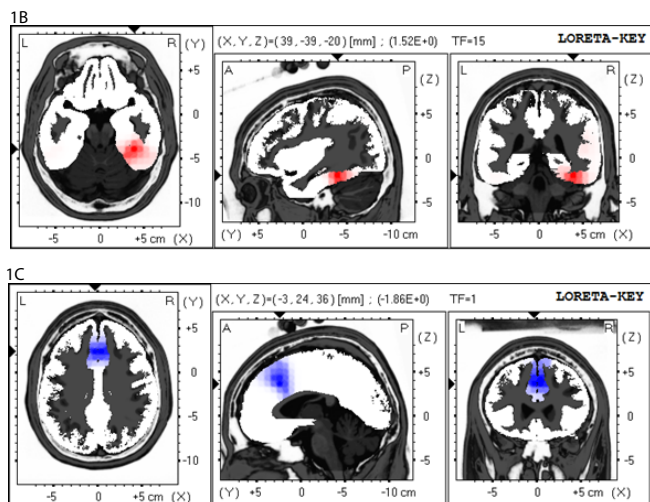 1B
(X, Y, Z)=(39, -39, -20) [mm] ; (1.52E+0) TF=15 LORETA-KEY
L R (Y)
+5
0
-5
-10
-5 0 +5 cm (X)
A P (Z)
+5
0
-5
(Y) +5 0 -5 -10 cm
L R (Z)
+5
0
-5
-5 0 +5 cm (X)
1C
(X, Y, Z)=(-3, 24, 36) [mm] ; (-1.86E+0) TF=1 LORETA-KEY
L R (Y)
+5
0
-5
-10
-5 0 +5 cm (X)
A P (Z)
+5
0
-5
(Y) +5 0 -5 -10 cm
L R (Z)
+5
0
-5
-5 0 +5 cm (X)